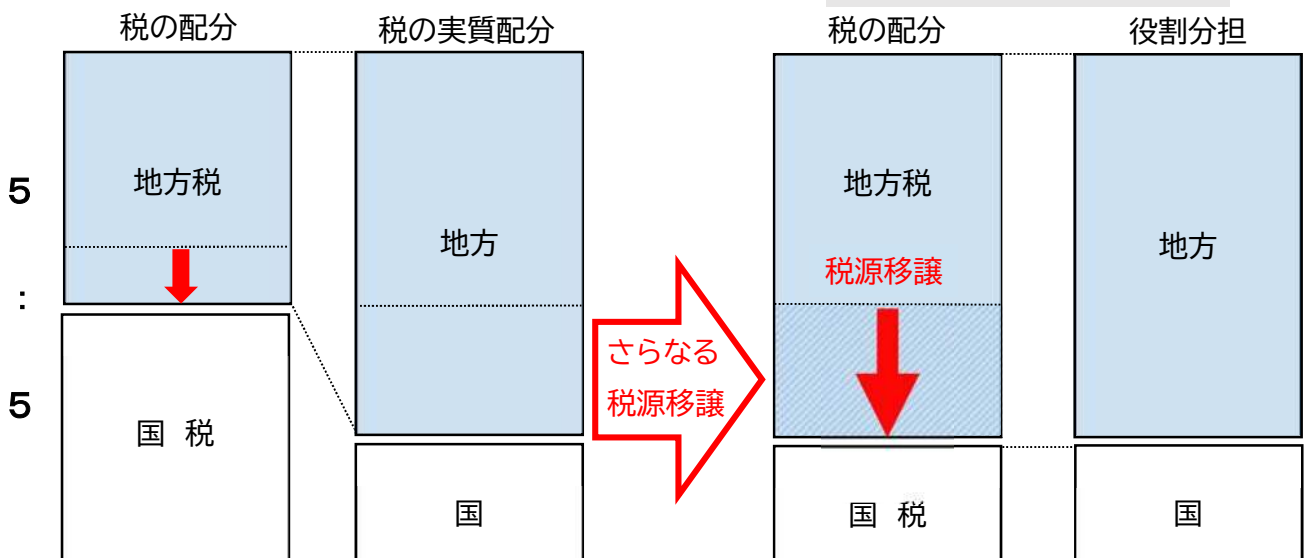 税の配分
税の実質配分
税の配分
役割分担
5
:
5
地方税
国 税
地方
国
さらなる
税源移譲
地方税
税源移譲
国 税
地方
国